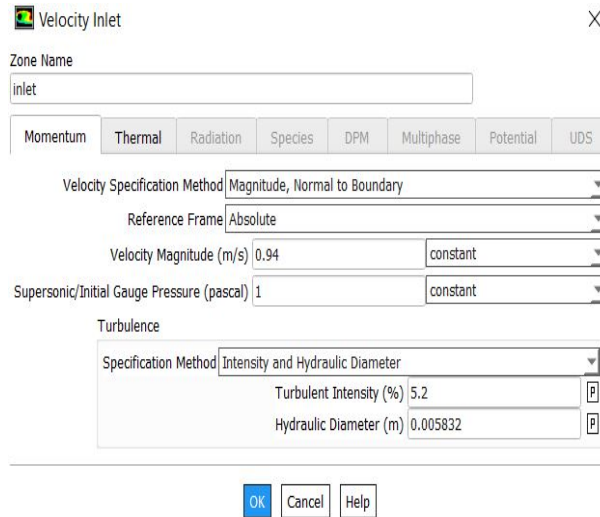 Velocity Inlet
Zone Name
inlet
Momentum Thermal Radiation Species DPM Multiphase Potential UDS
Velocity Specification Method Magnitude, Normal to Boundary
Reference Frame Absolute
Velocity Magnitude (m/s) 0.94 constant
Supersonic/Initial Gauge Pressure (pascal) 1 constant
Turbulence
Specification Method Intensity and Hydraulic Diameter
Turbulent Intensity (%) 5.2 P
Hydraulic Diameter (m) 0.005832 P
OK Cancel Help